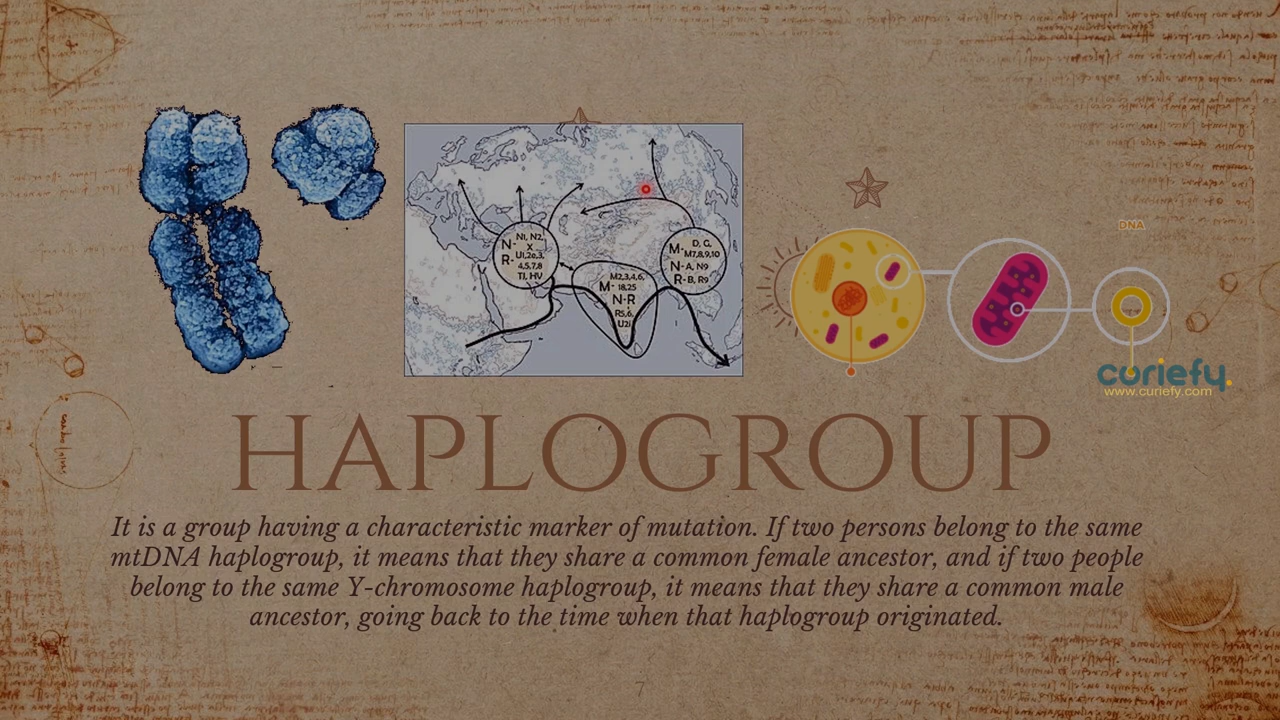 N- N1, N2,
X
R- U1,2e,3,
4,5,7,8
TI, HV
M2,3,4,6,
M- 18,25
N-R
R5,6,
U2i
D, G,
M- M7,8,9,10
N- A, N9
R- B, R9
DNA
curiefy.
www.curiefy.com
HAPLOGROUP
It is a group having a characteristic marker of mutation. If two persons belong to the same
mtDNA haplogroup, it means that they share a common female ancestor, and if two people
belong to the same Y-chromosome haplogroup, it means that they share a common male
ancestor, going back to the time when that haplogroup originated.
7